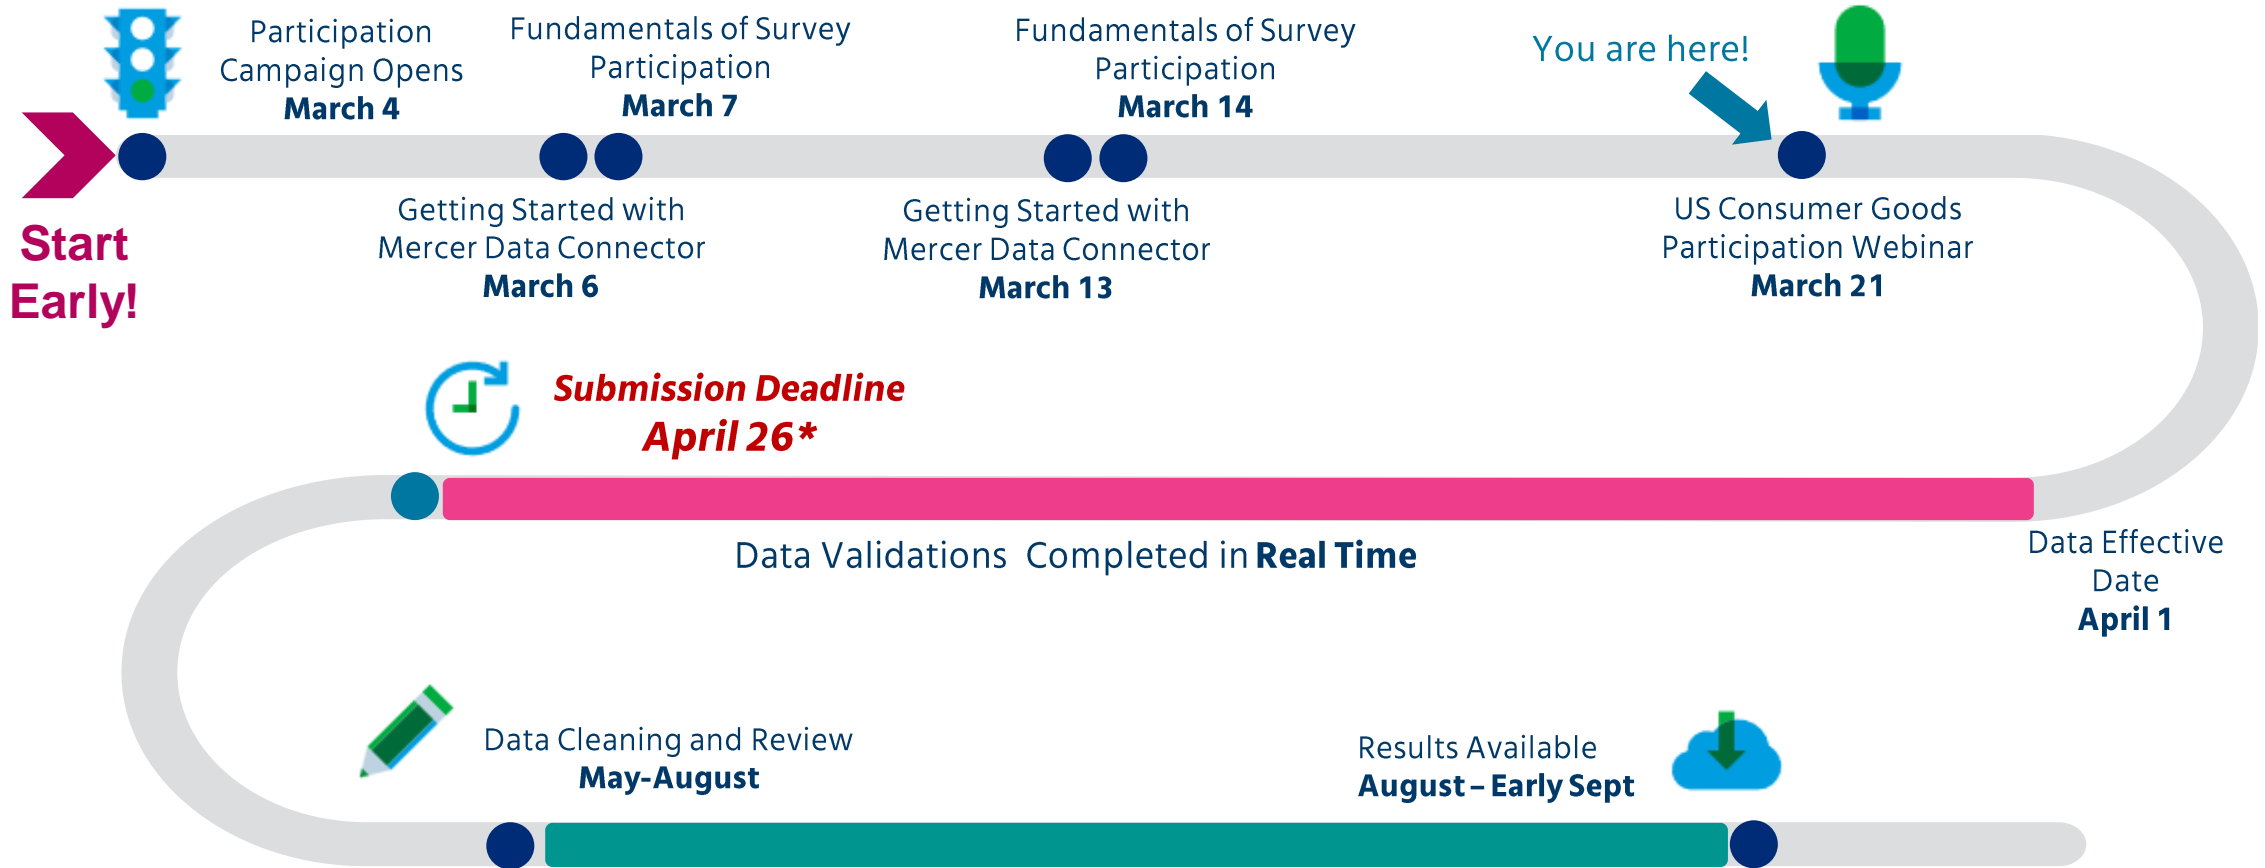 Participation
Campaign Opens
March 4
Fundamentals of Survey
Participation
March 7
Fundamentals of Survey
Participation
March 14
You are here!
Start
Early!
Getting Started with
Mercer Data Connector
March 6
Getting Started with
Mercer Data Connector
March 13
US Consumer Goods
Participation Webinar
March 21
Submission Deadline
April 26*
Data Validations Completed in Real Time
Data Effective
Date
April 1
Data Cleaning and Review
May-August
Results Available
August – Early Sept